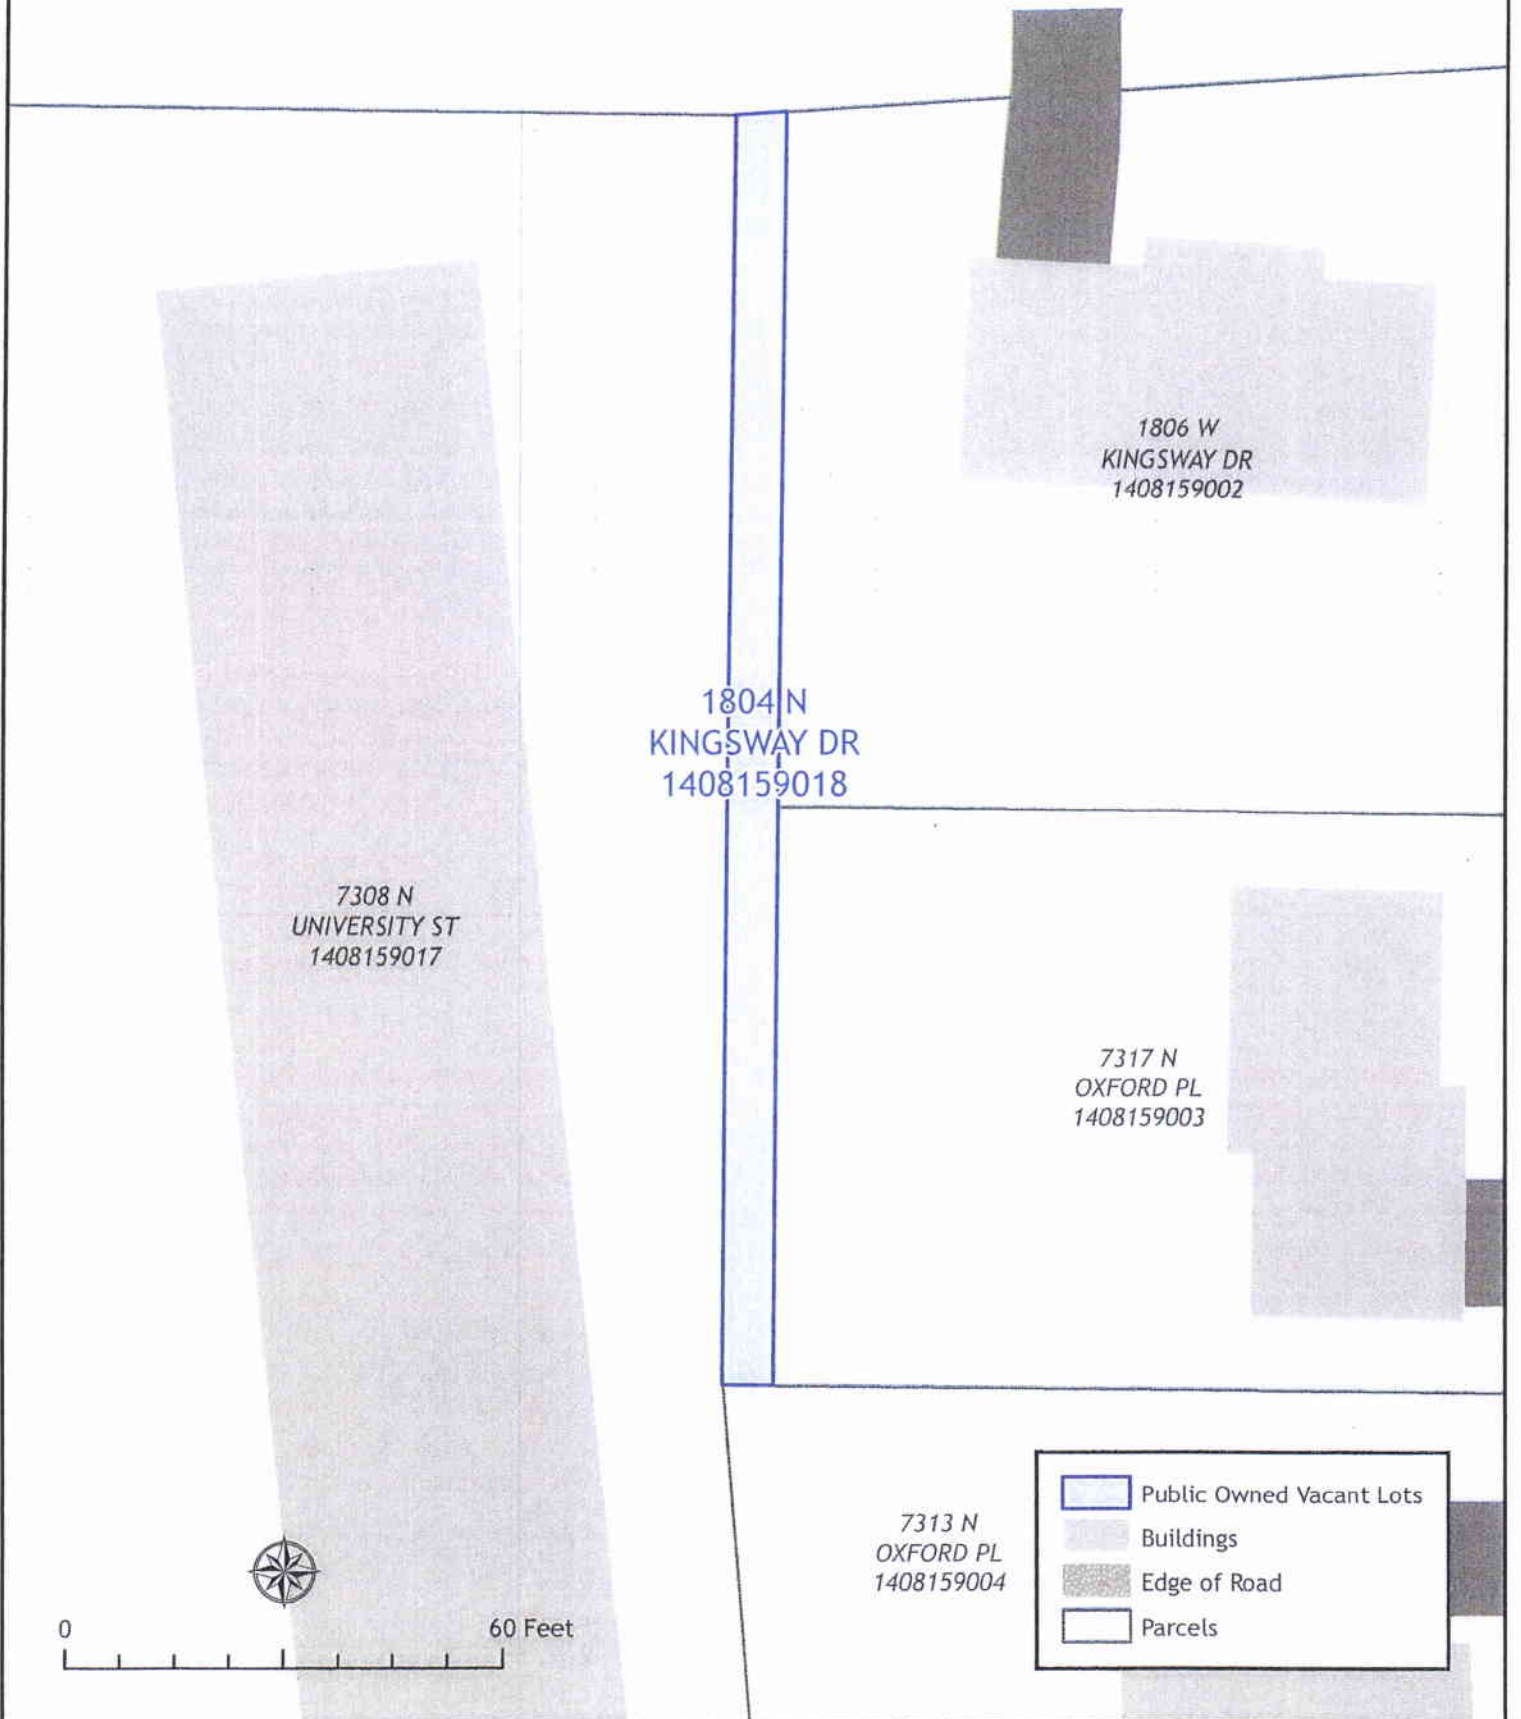 1806 W
KINGSWAY DR
1408159002
1804 N
KINGSWAY DR
1408159018
7308 N
UNIVERSITY ST
1408159017
7317 N
OXFORD PL
1408159003
7313 N
OXFORD PL
1408159004
Public Owned Vacant Lots
Buildings
Edge of Road
Parcels
0
60 Feet